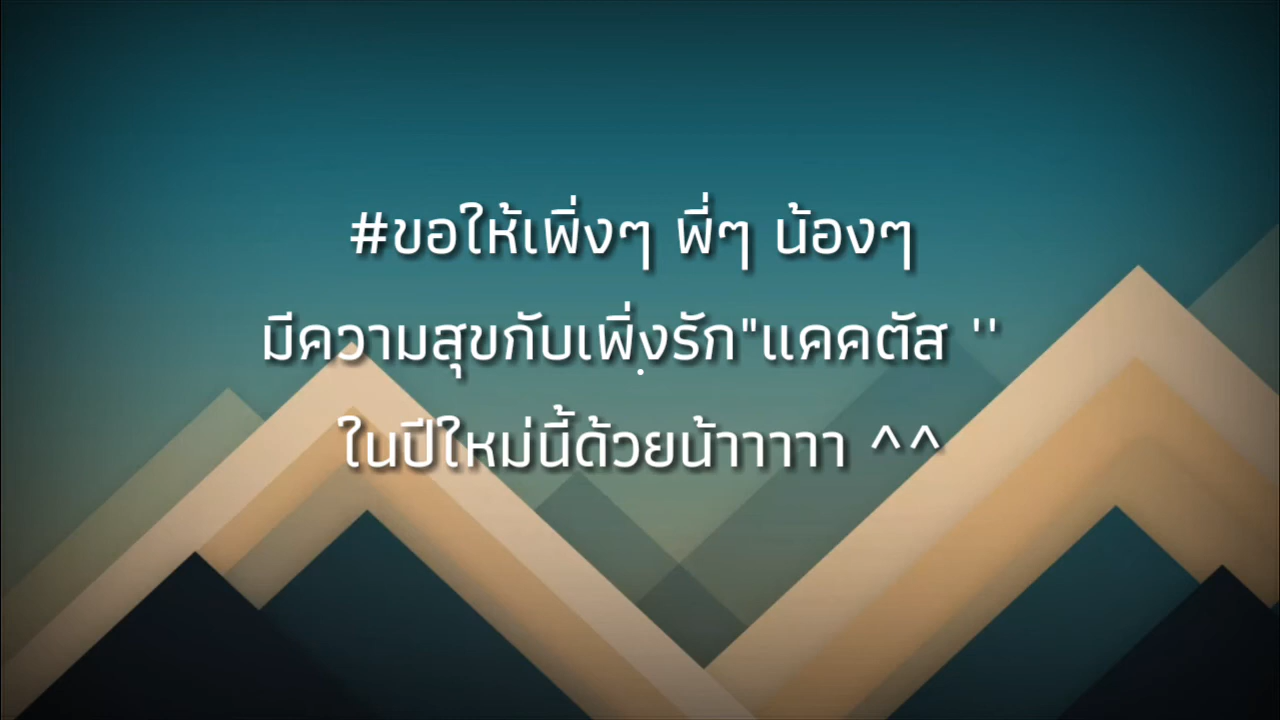 #ขอให้เพิ่งๆ พี่ๆ น้องๆ
มีความสุขกับเพิ่งรัก"แคคตัส ''
ในปีใหม่นี้ด้วยน้าาาาา ^^